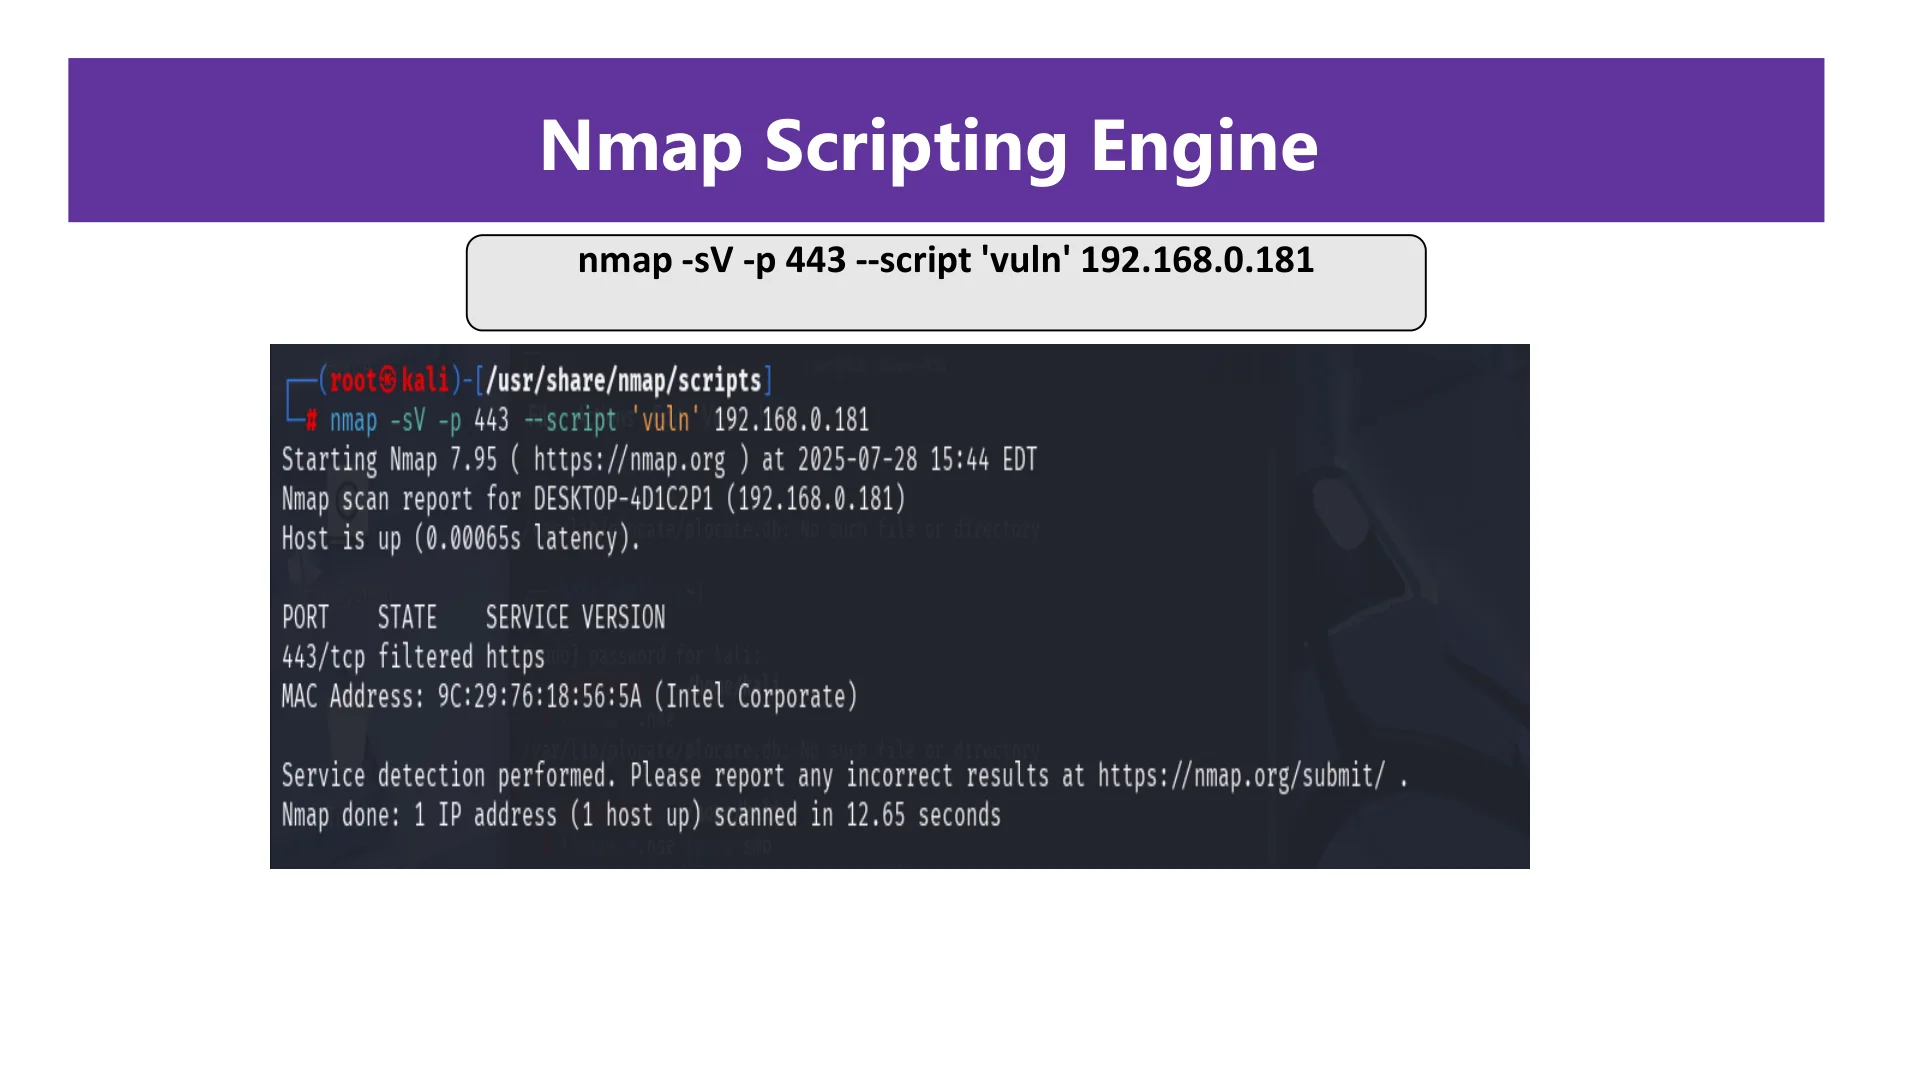 Nmap Scripting Engine
nmap -sV -p 443 --script 'vuln' 192.168.0.181
┌──(root㉿kali)-[/usr/share/nmap/scripts]
└─# nmap -sV -p 443 --script 'vuln' 192.168.0.181
Starting Nmap 7.95 ( https://nmap.org ) at 2025-07-28 15:44 EDT
Nmap scan report for DESKTOP-4D1C2P1 (192.168.0.181)
Host is up (0.00065s latency).
PORT    STATE    SERVICE VERSION
443/tcp filtered https
MAC Address: 9C:29:76:18:56:5A (Intel Corporate)
Service detection performed. Please report any incorrect results at https://nmap.org/submit/ .
Nmap done: 1 IP address (1 host up) scanned in 12.65 seconds